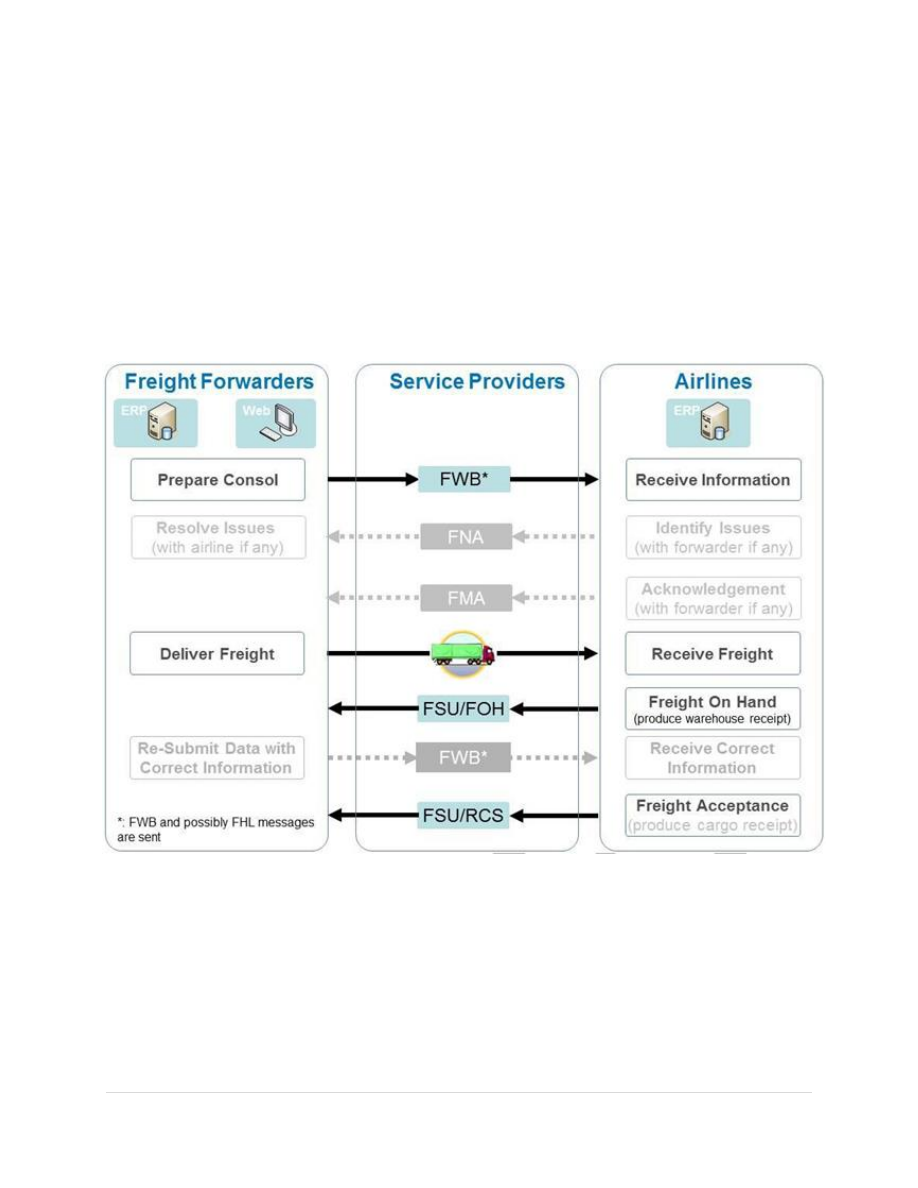 Freight Forwarders
Service Providers
Airlines
ERP
Web
ERP
Prepare Consol
FWB*
Receive Information
Resolve Issues
(with airline if any)
FNA
Identify Issues
(with forwarder if any)
FMA
Acknowledgement
(with forwarder if any)
Deliver Freight
Receive Freight
FSU/FOH
Freight On Hand
(produce warehouse receipt)
Re-Submit Data with
Correct Information
FWB*
Receive Correct
Information
FSU/RCS
Freight Acceptance
(produce cargo receipt)
*: FWB and possibly FHL messages
are sent